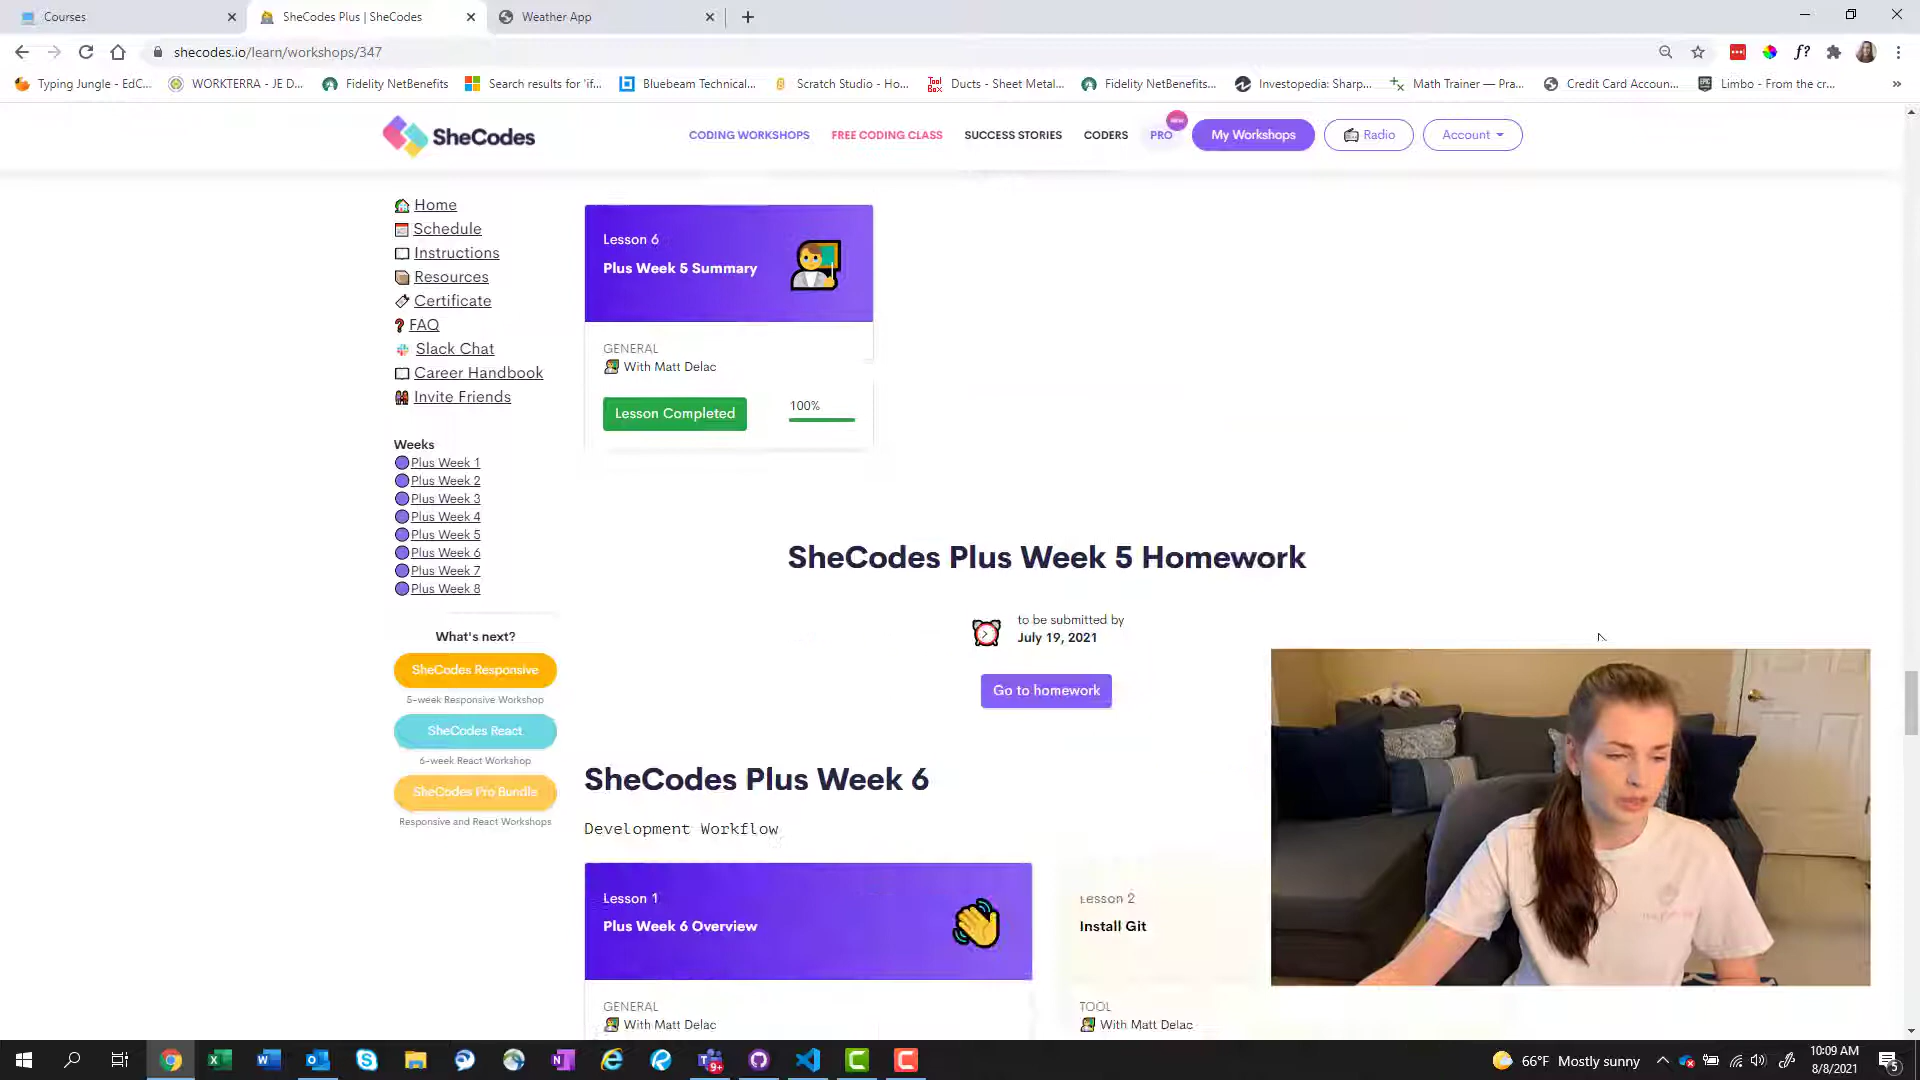 Courses
SheCodes Plus | SheCodes
Weather App
shecodes.io/learn/workshops/347
Typing Jungle - EdC...
WORKTERRA - JE D...
Fidelity NetBenefits
Search results for 'if...
Bluebeam Technical...
Scratch Studio - Ho...
Ducts - Sheet Metal...
Fidelity NetBenefits...
Investopedia: Sharp...
Math Trainer — Pra...
Credit Card Accoun...
Limbo - From the cr...
SheCodes
CODING WORKSHOPS
FREE CODING CLASS
SUCCESS STORIES
CODERS
PRO
NEW
My Workshops
Radio
Account
Home
Schedule
Instructions
Resources
Certificate
FAQ
Slack Chat
Career Handbook
Invite Friends
Weeks
Plus Week 1
Plus Week 2
Plus Week 3
Plus Week 4
Plus Week 5
Plus Week 6
Plus Week 7
Plus Week 8
What's next?
SheCodes Responsive
5-week Responsive Workshop
SheCodes React
6-week React Workshop
SheCodes Pro Bundle
Responsive and React Workshops
Lesson 6
Plus Week 5 Summary
GENERAL
With Matt Delac
Lesson Completed
100%
SheCodes Plus Week 5 Homework
to be submitted by
July 19, 2021
Go to homework
SheCodes Plus Week 6
Development Workflow
Lesson 1
Plus Week 6 Overview
GENERAL
With Matt Delac
Lesson 2
Install Git
TOOL
With Matt Delac
66°F Mostly sunny
10:09 AM
8/8/2021